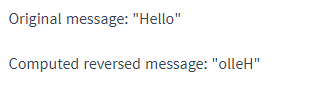 Original message: "Hello"
Computed reversed message: "olleH"